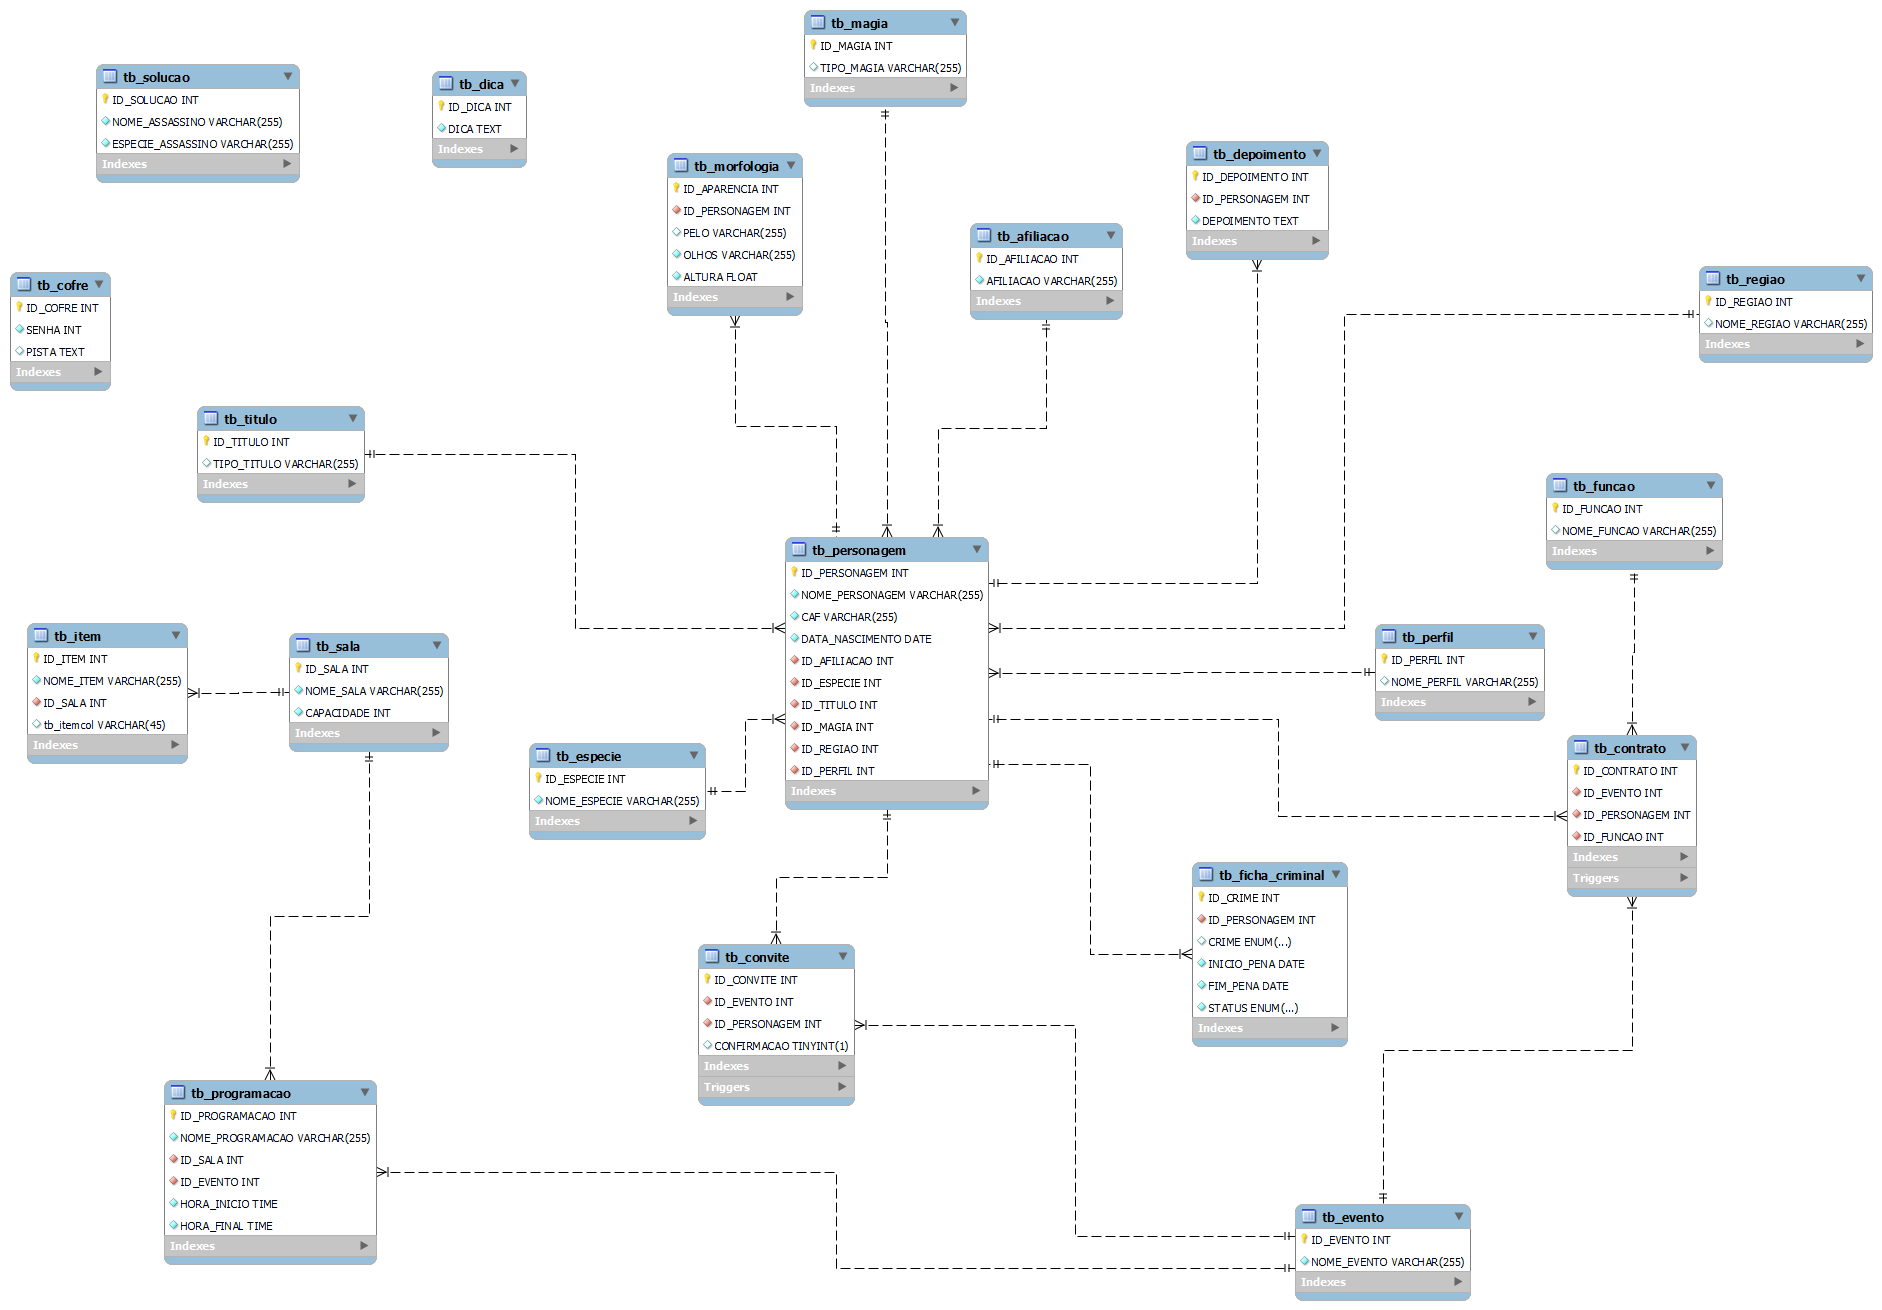 tb_magia
ID_MAGIA INT
TIPO_MAGIA VARCHAR(255)
Indexes
tb_solucao
ID_SOLUCAO INT
NOME_ASSASSINO VARCHAR(255)
ESPECIE_ASSASSINO VARCHAR(255)
Indexes
tb_dica
ID_DICA INT
DICA TEXT
Indexes
tb_morfologia
ID_APARENCIA INT
ID_PERSONAGEM INT
PELO VARCHAR(255)
OLHOS VARCHAR(255)
ALTURA FLOAT
Indexes
tb_depoimento
ID_DEPOIMENTO INT
ID_PERSONAGEM INT
DEPOIMENTO TEXT
Indexes
tb_afiliacao
ID_AFILIACAO INT
AFILIACAO VARCHAR(255)
Indexes
tb_regiao
ID_REGIAO INT
NOME_REGIAO VARCHAR(255)
Indexes
tb_cofre
ID_COFRE INT
SENHA INT
PISTA TEXT
Indexes
tb_titulo
ID_TITULO INT
TIPO_TITULO VARCHAR(255)
Indexes
tb_funcao
ID_FUNCAO INT
NOME_FUNCAO VARCHAR(255)
Indexes
tb_personagem
ID_PERSONAGEM INT
NOME_PERSONAGEM VARCHAR(255)
CAF VARCHAR(255)
DATA_NASCIMENTO DATE
ID_AFILIACAO INT
ID_ESPECIE INT
ID_TITULO INT
ID_MAGIA INT
ID_REGIAO INT
ID_PERFIL INT
Indexes
tb_item
ID_ITEM INT
NOME_ITEM VARCHAR(255)
ID_SALA INT
tb_itemcol VARCHAR(45)
Indexes
tb_sala
ID_SALA INT
NOME_SALA VARCHAR(255)
CAPACIDADE INT
Indexes
tb_perfil
ID_PERFIL INT
NOME_PERFIL VARCHAR(255)
Indexes
tb_especie
ID_ESPECIE INT
NOME_ESPECIE VARCHAR(255)
Indexes
tb_contrato
ID_CONTRATO INT
ID_EVENTO INT
ID_PERSONAGEM INT
ID_FUNCAO INT
Indexes
Triggers
tb_ficha_criminal
ID_CRIME INT
ID_PERSONAGEM INT
CRIME ENUM(...)
INICIO_PENA DATE
FIM_PENA DATE
STATUS ENUM(...)
Indexes
tb_convite
ID_CONVITE INT
ID_EVENTO INT
ID_PERSONAGEM INT
CONFIRMACAO TINYINT(1)
Indexes
Triggers
tb_programacao
ID_PROGRAMACAO INT
NOME_PROGRAMACAO VARCHAR(255)
ID_SALA INT
ID_EVENTO INT
HORA_INICIO TIME
HORA_FINAL TIME
Indexes
tb_evento
ID_EVENTO INT
NOME_EVENTO VARCHAR(255)
Indexes